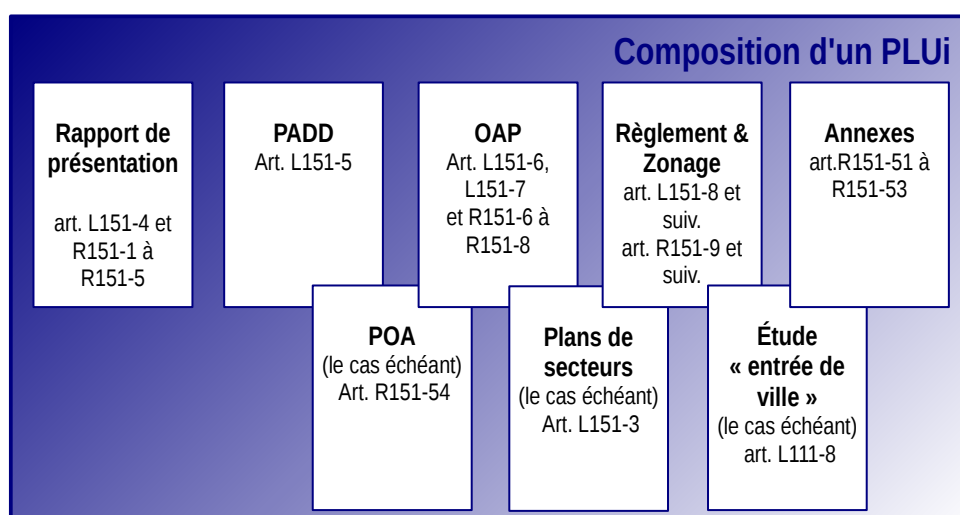 Composition d'un PLUi
Rapport de
présentation
art. L151-4 et
R151-1 à
R151-5
PADD
Art. L151-5
OAP
Art. L151-6,
L151-7
et R151-6 à
R151-8
Règlement &
Zonage
art. L151-8 et
suiv.
art. R151-9 et
suiv.
Annexes
art.R151-51 à
R151-53
POA
(le cas échéant)
Art. R151-54
Plans de
secteurs
(le cas échéant)
Art. L151-3
Étude
« entrée de
ville »
(le cas échéant)
art. L111-8